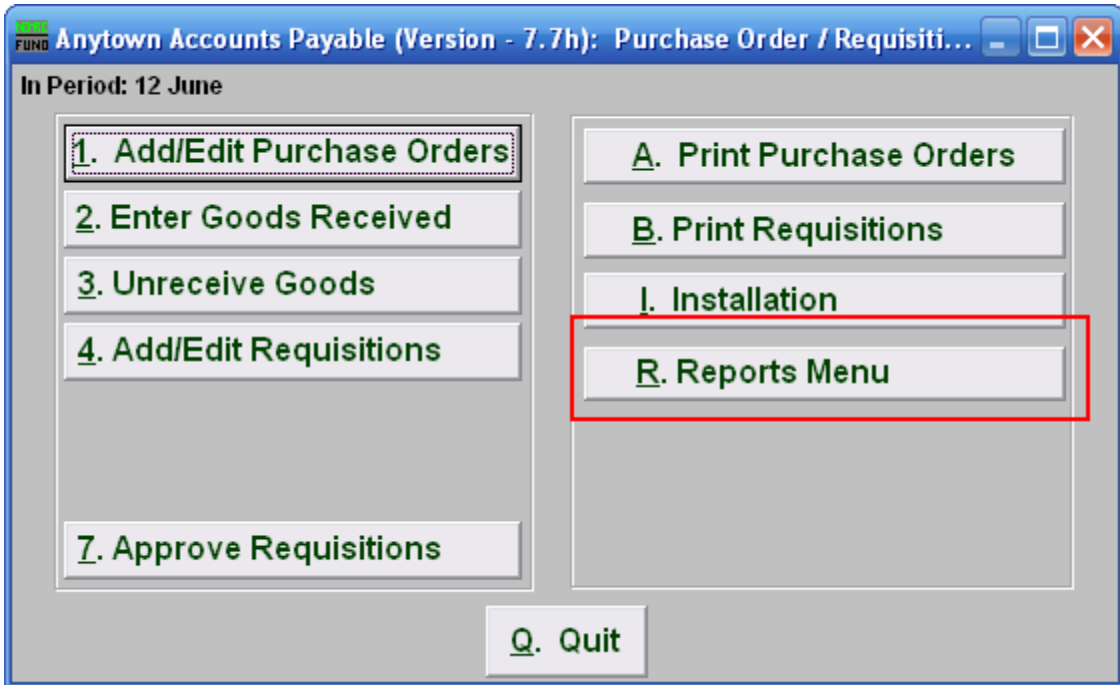 NEMRC
FUND Anytown Accounts Payable (Version - 7.7h): Purchase Order / Requisiti...
In Period: 12 June
1. Add/Edit Purchase Orders
2. Enter Goods Received
3. Unreceive Goods
4. Add/Edit Requisitions
7. Approve Requisitions
A. Print Purchase Orders
B. Print Requisitions
I. Installation
R. Reports Menu
Q. Quit